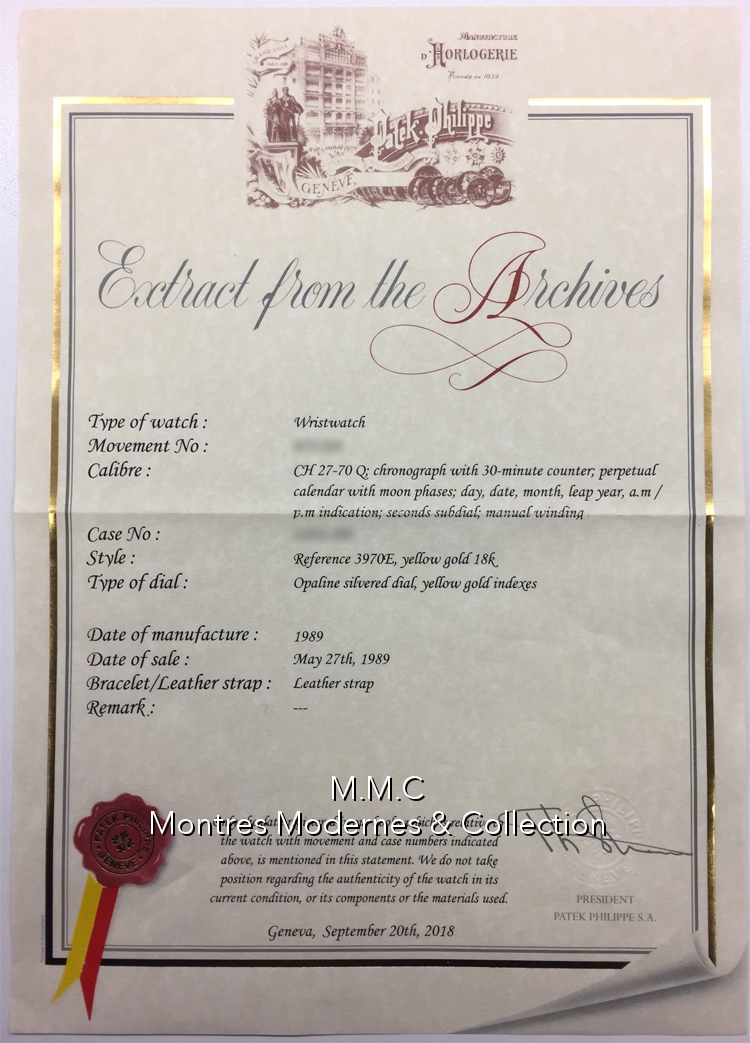 MANUFACTURE
D'HORLOGERIE
FONDÉE EN 1839
Patek Philippe
GENÈVE
Extract from the Archives
Type of watch : Wristwatch
Movement No :
Calibre : CH 27-70 Q; chronograph with 30-minute counter; perpetual
calendar with moon phases; day, date, month, leap year, a.m /
p.m indication; seconds subdial; manual winding
Case No :
Style : Reference 3970E, yellow gold 18k
Type of dial : Opaline silvered dial, yellow gold indexes
Date of manufacture : 1989
Date of sale : May 27th, 1989
Bracelet/Leather strap : Leather strap
Remark : ---
M.M.C
Montres Modernes & Collection
the watch with movement and case numbers indicated
above, is mentioned in this statement. We do not take
position regarding the authenticity of the watch in its
current condition, or its components or the materials used.
PATEK PHILIPPE
GENEVE
PRESIDENT
PATEK PHILIPPE S.A.
Geneva, September 20th, 2018